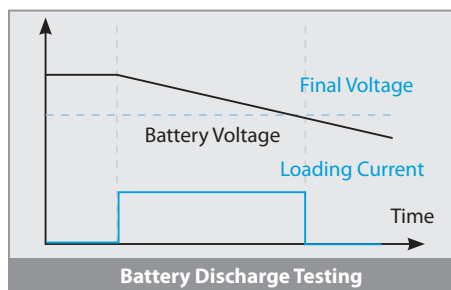 Final Voltage
Battery Voltage
Loading Current
Time
Battery Discharge Testing